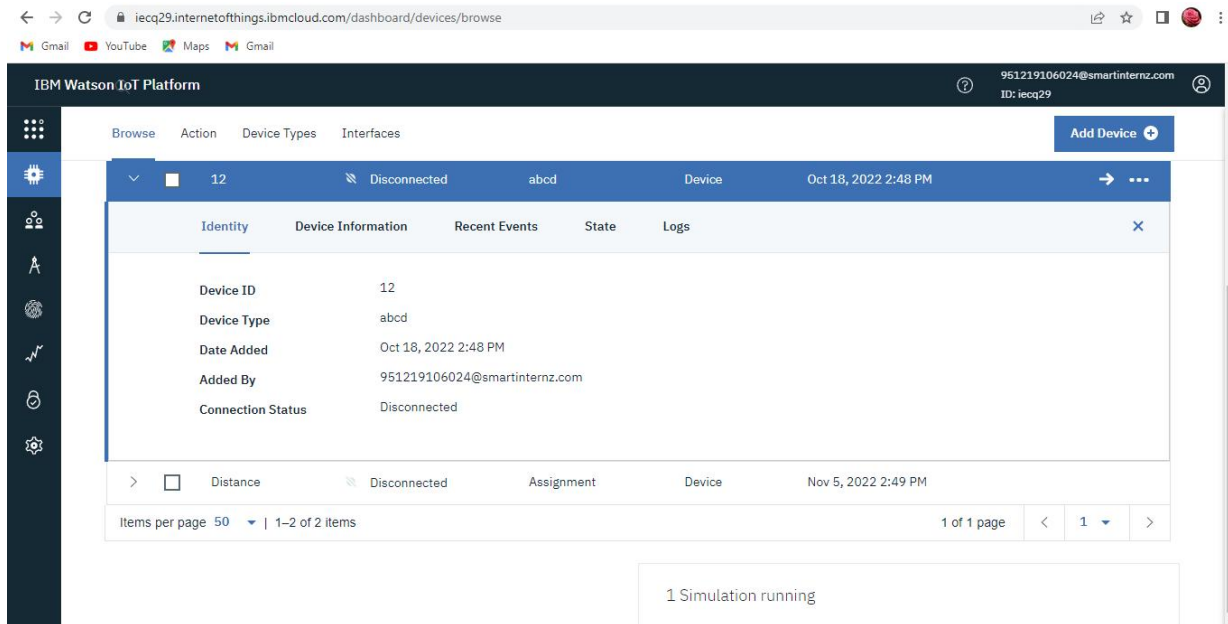 iecq29.internetofthings.ibmcloud.com/dashboard/devices/browse
Gmail YouTube Maps Gmail
IBM Watson IoT Platform
951219106024@smartinternz.com
ID: iecq29
Browse Action Device Types Interfaces
Add Device
12 Disconnected abcd Device Oct 18, 2022 2:48 PM
Identity Device Information Recent Events State Logs
Device ID 12
Device Type abcd
Date Added Oct 18, 2022 2:48 PM
Added By 951219106024@smartinternz.com
Connection Status Disconnected
Distance Disconnected Assignment Device Nov 5, 2022 2:49 PM
Items per page 50 | 1–2 of 2 items 1 of 1 page < 1 >
1 Simulation running